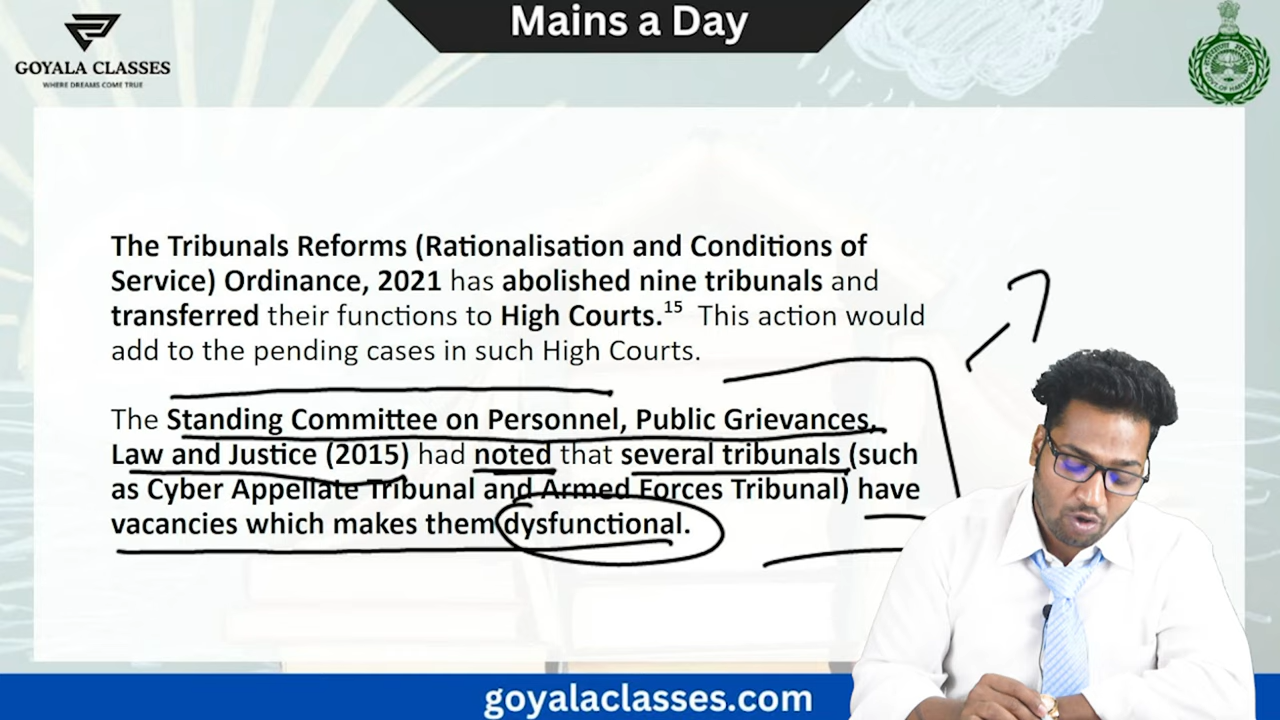 Mains a Day
GOYALA CLASSES
WHERE DREAMS COME TRUE
The Tribunals Reforms (Rationalisation and Conditions of
Service) Ordinance, 2021 has abolished nine tribunals and
transferred their functions to High Courts.15 This action would
add to the pending cases in such High Courts.
The Standing Committee on Personnel, Public Grievances,
Law and Justice (2015) had noted that several tribunals (such
as Cyber Appellate Tribunal and Armed Forces Tribunal) have
vacancies which makes them dysfunctional.
goyalaclasses.com